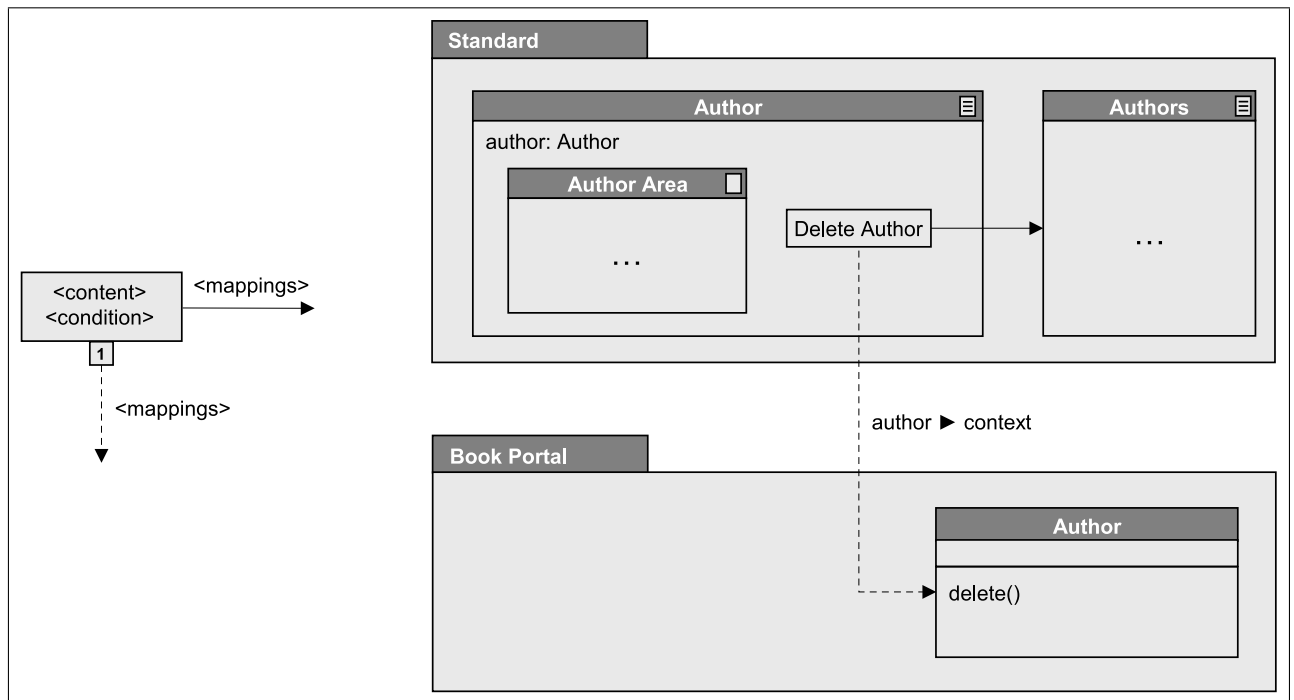 <content>
<condition>
<mappings>
1
<mappings>
Standard
Author
author: Author
Author Area
...
Delete Author
Authors
...
author ► context
Book Portal
Author
delete()